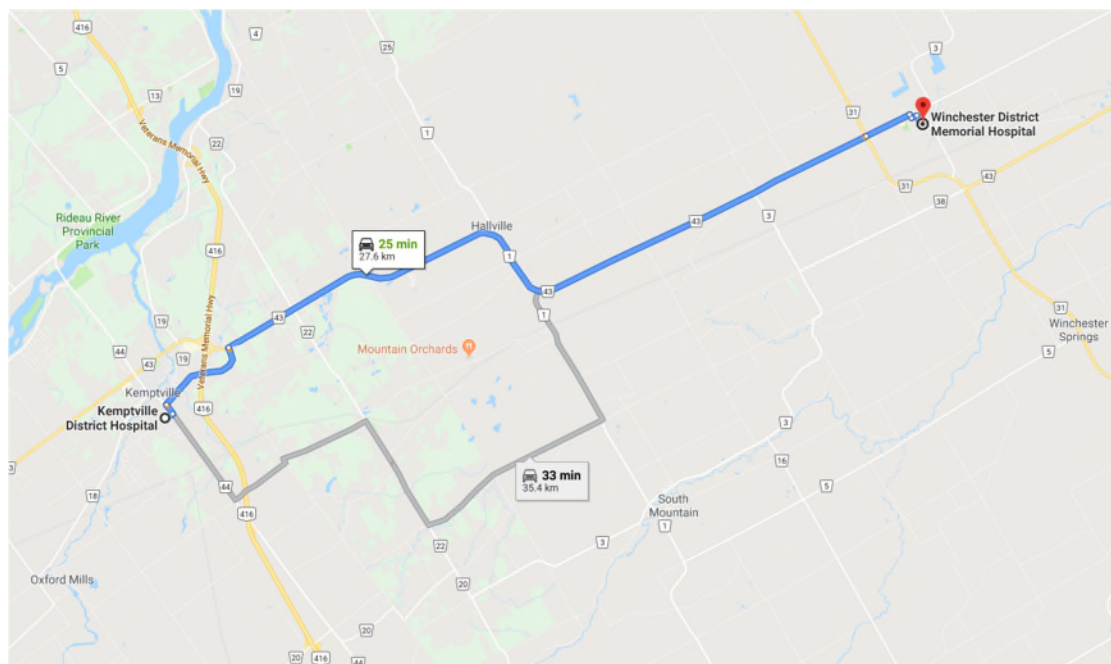 416
5
4
25
3
13
19
31
Veterans Memorial Hwy
22
1
Winchester District
Memorial Hospital
31
43
38
Rideau River
Provincial
Park
416
Hallville
43
3
25 min
27.6 km
1
43
43
1
31
Winchester
Springs
19
Veterans Memorial Hwy
22
Mountain Orchards
5
44
43
19
Kemptville
416
Kemptville
District Hospital
3
3
33 min
35.4 km
16
44
5
18
416
South
Mountain
1
22
3
20
Oxford Mills
20
20
416
44